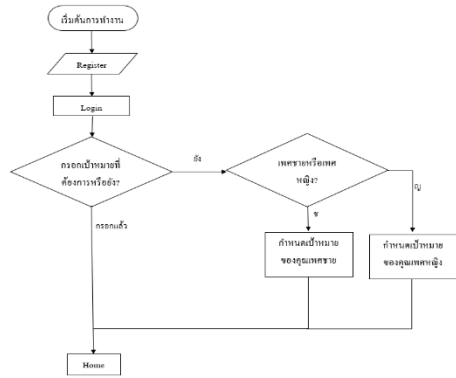 เริ่มต้นการทำงาน
Register
Login
กรอกเป้าหมายที่
ต้องการหรือยัง?
ยัง
เพศชายหรือเพศ
หญิง?
ช
ญ
กรอกแล้ว
กำหนดเป้าหมาย
ของคุณเพศชาย
กำหนดเป้าหมาย
ของคุณเพศหญิง
Home